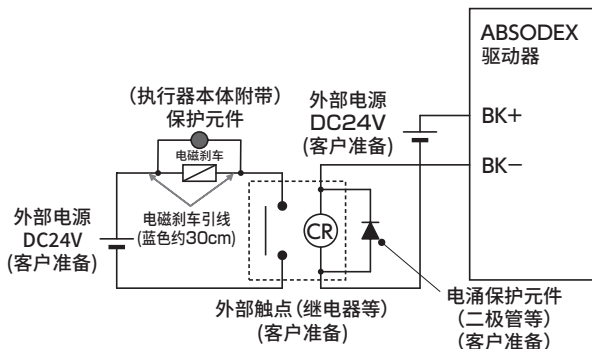 ABSODEX
驱动器
BK+
BK−
外部电源
DC24V
(客户准备)
(执行器本体附带)
保护元件
电磁刹车
电磁刹车引线
(蓝色约30cm)
外部电源
DC24V
(客户准备)
CR
外部触点(继电器等)
(客户准备)
电涌保护元件
(二极管等)
(客户准备)